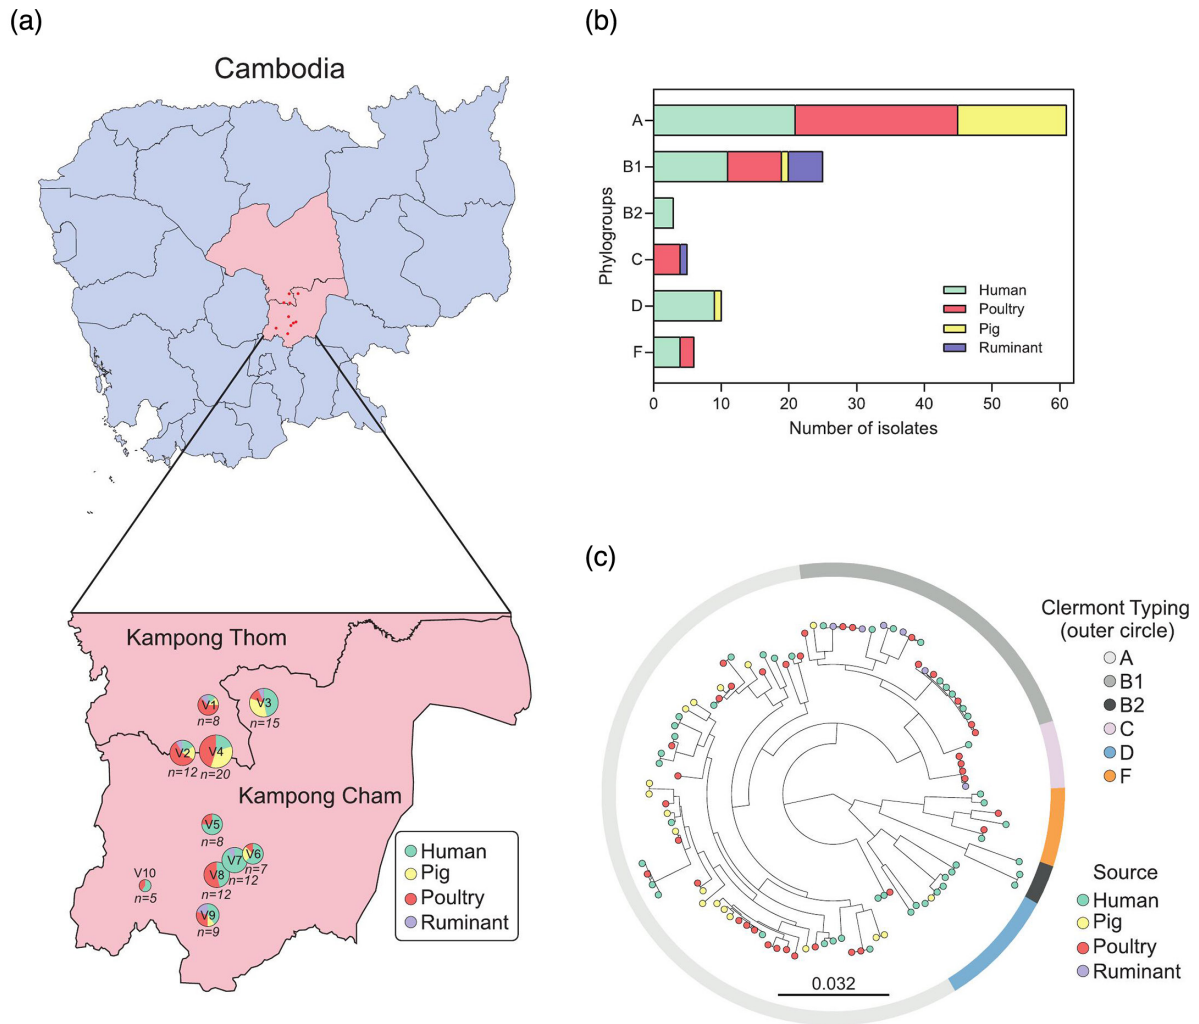 (a)
Cambodia
Kampong Thom
V1
n=8
V3
n=15
V2
n=12
V4
n=20
Kampong Cham
V5
n=8
V6
n=7
V7
n=12
V8
n=12
V10
n=5
V9
n=9
Human
Pig
Poultry
Ruminant
(b)
Phylogroups
A
B1
B2
C
D
F
Human
Poultry
Pig
Ruminant
0 10 20 30 40 50 60
Number of isolates
(c)
Clermont Typing
(outer circle)
A
B1
B2
C
D
F
Source
Human
Pig
Poultry
Ruminant
0.032